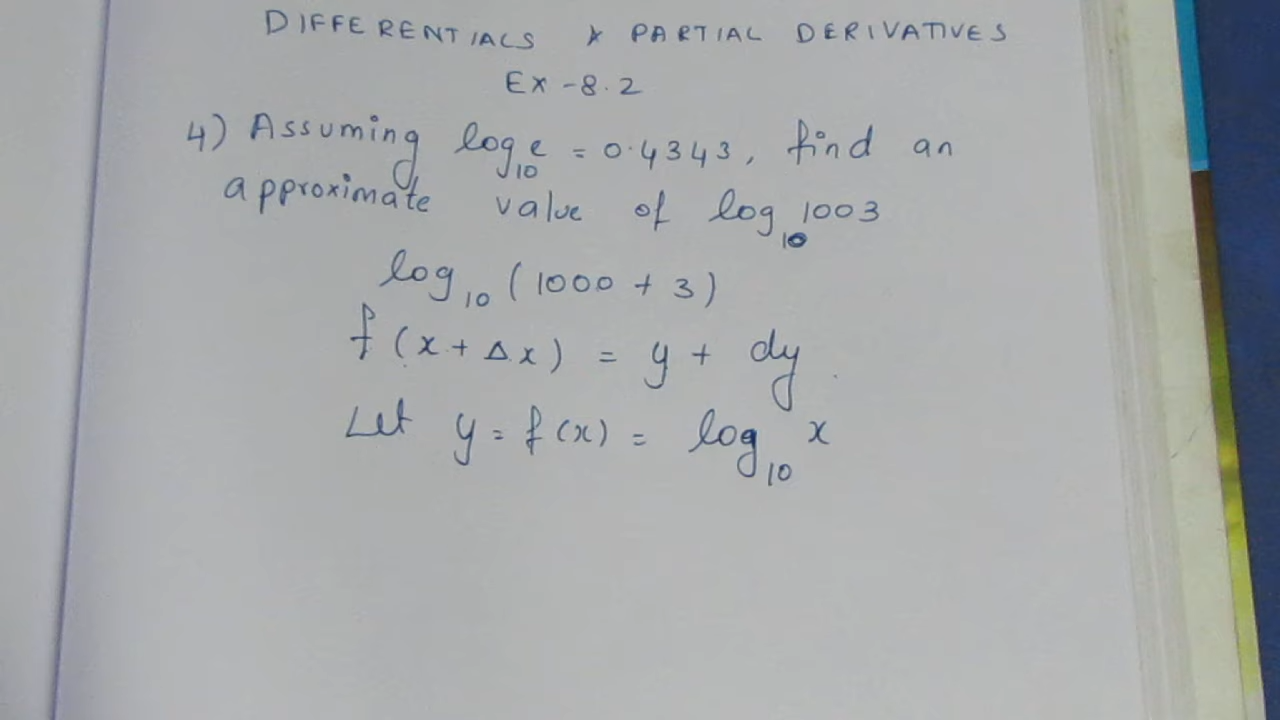 DIFFERENTIALS & PARTIAL DERIVATIVES
Ex - 8.2
4) Assuming log₁₀ e = 0.4343, find an
approximate value of log₁₀ 1003
log₁₀ (1000 + 3)
f(x + Δx) = y + dy
Let y = f(x) = log₁₀ x